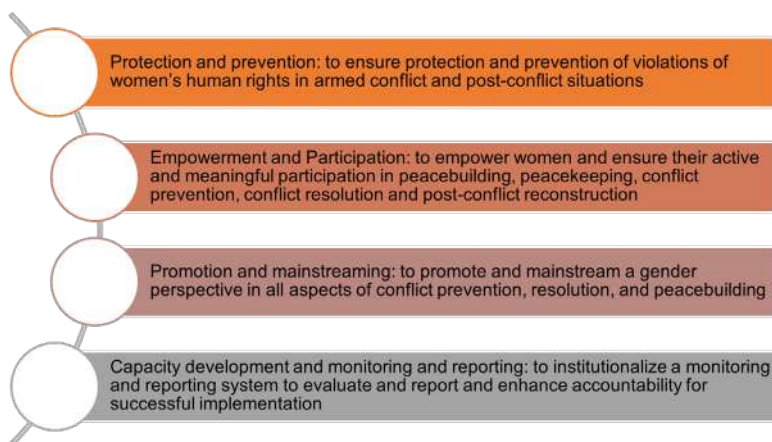 Protection and prevention: to ensure protection and prevention of violations of
women's human rights in armed conflict and post-conflict situations
Empowerment and Participation: to empower women and ensure their active
and meaningful participation in peacebuilding, peacekeeping, conflict
prevention, conflict resolution and post-conflict reconstruction
Promotion and mainstreaming: to promote and mainstream a gender
perspective in all aspects of conflict prevention, resolution, and peacebuilding
Capacity development and monitoring and reporting: to institutionalize a monitoring
and reporting system to evaluate and report and enhance accountability for
successful implementation